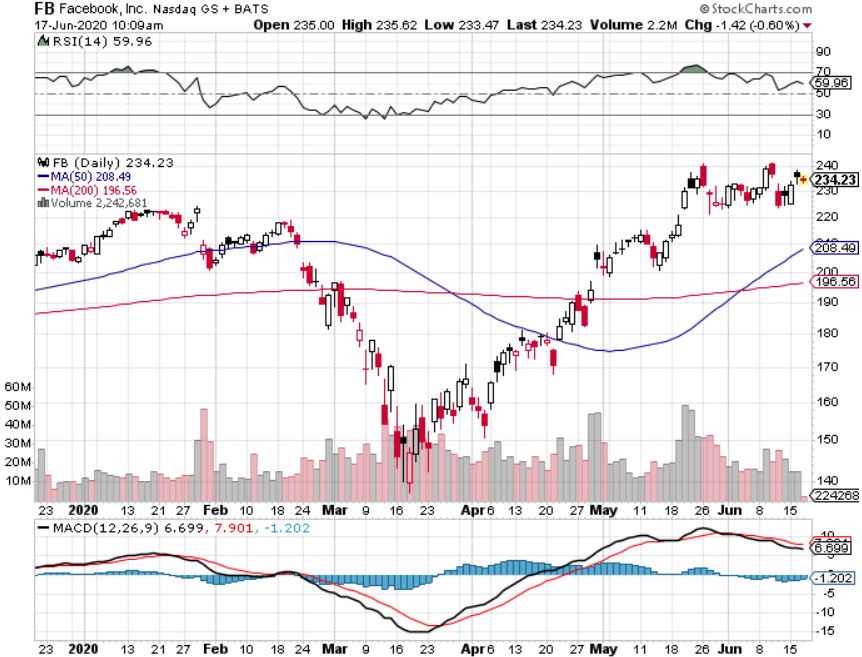 FB Facebook, Inc. Nasdaq GS + BATS © StockCharts.com
17-Jun-2020 10:09am Open 235.00 High 235.62 Low 233.47 Last 234.23 Volume 2.2M Chg -1.42 (-0.60%)
RSI(14) 59.96
90
70
59.96
50
30
10
FB (Daily) 234.23
MA(50) 208.49
MA(200) 196.56
Volume 2,242,681
240
234.23
230
220
208.49
200
196.56
190
180
170
160
150
140
224268
60M
50M
40M
30M
20M
10M
23 2020 13 21 27 Feb 10 18 24 Mar 9 16 23 Apr 6 13 20 27 May 11 18 26 Jun 8 15
MACD(12,26,9) 6.699, 7.901, -1.202
10
6.699
-1.202
-5
-10
-15
23 2020 13 21 27 Feb 10 18 24 Mar 9 16 23 Apr 6 13 20 27 May 11 18 26 Jun 8 15